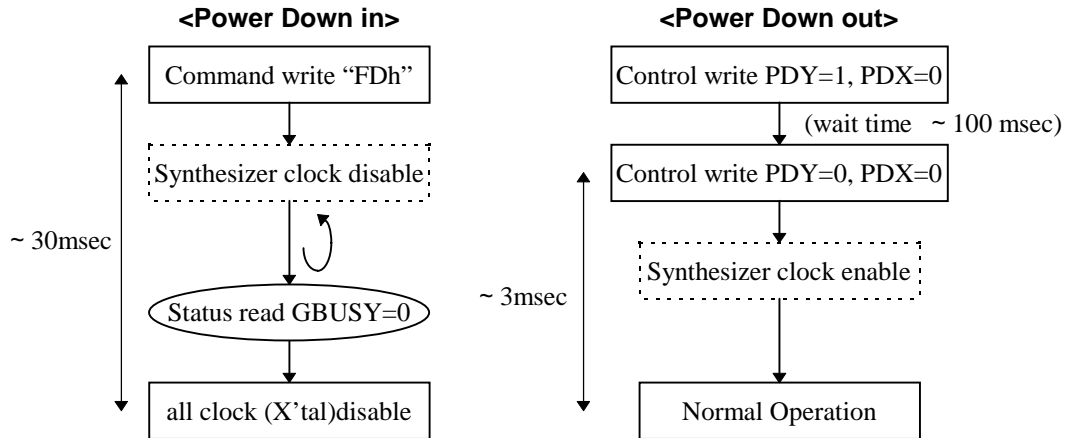 <Power Down in>
Command write “FDh”
Synthesizer clock disable
~ 30msec
Status read GBUSY=0
all clock (X’tal)disable
<Power Down out>
Control write PDY=1, PDX=0
(wait time ~ 100 msec)
Control write PDY=0, PDX=0
Synthesizer clock enable
~ 3msec
Normal Operation